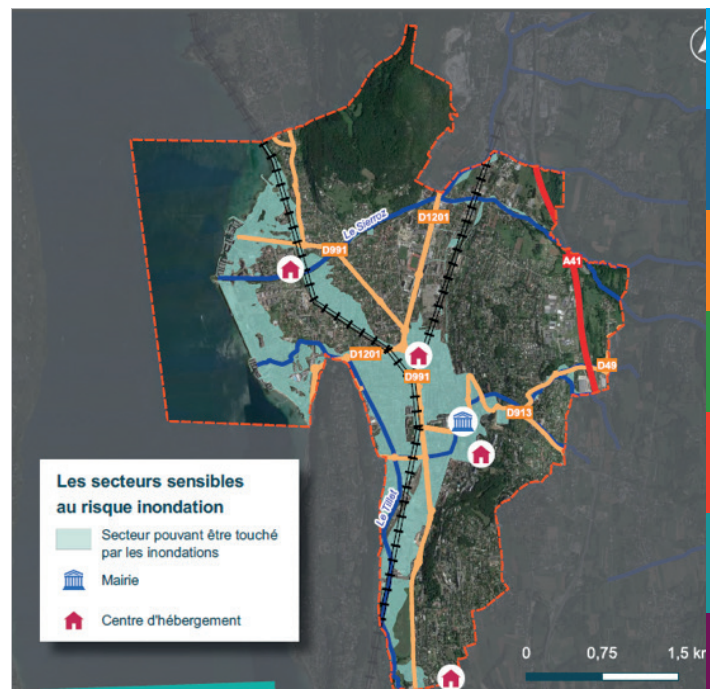 Le Sierroz
D1201
D991
A41
D1201
D991
D49
D913
Le Tillet
Les secteurs sensibles
au risque inondation
Secteur pouvant être touché
par les inondations
Mairie
Centre d'hébergement
0 0,75 1,5 km